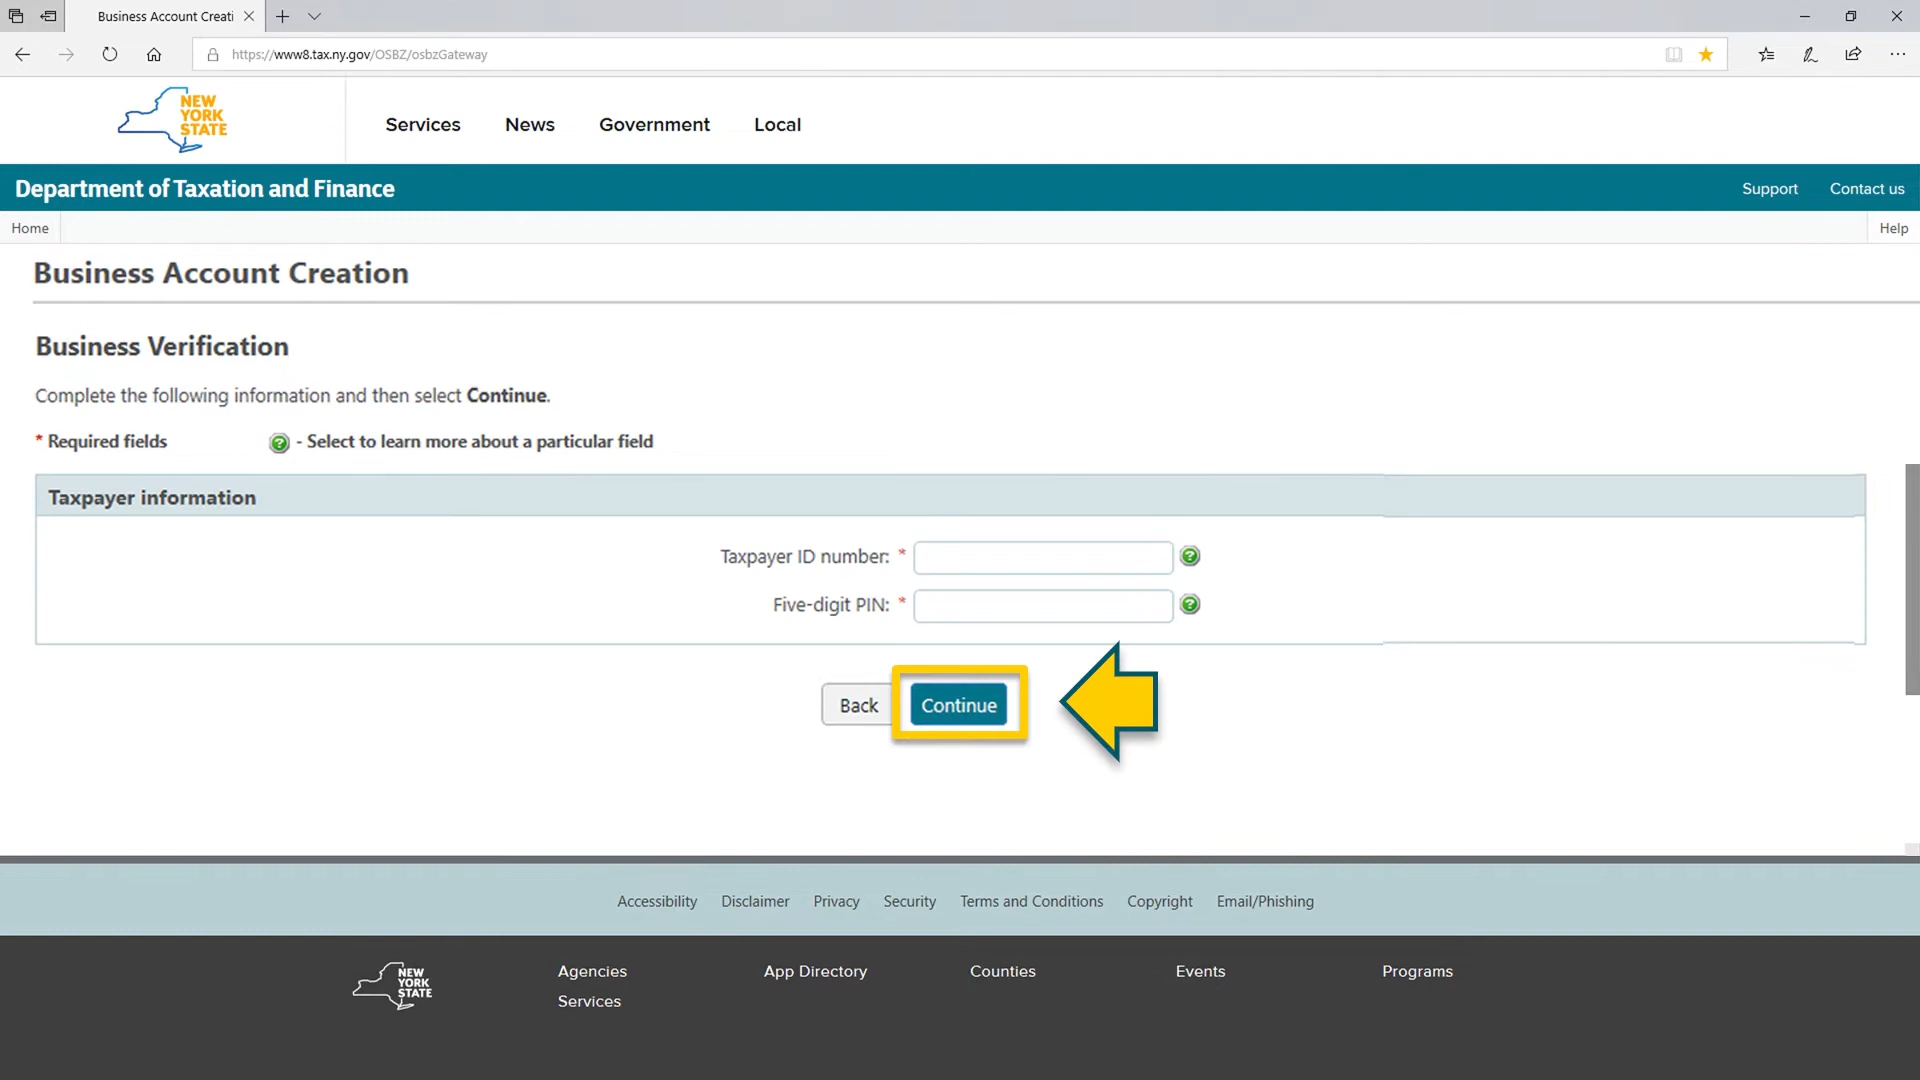 Business Account Creati
https://www8.tax.ny.gov/OSBZ/osbzGateway
NEW
YORK
STATE
Services
News
Government
Local
Department of Taxation and Finance
Support
Contact us
Home
Help
Business Account Creation
Business Verification
Complete the following information and then select Continue.
* Required fields
? - Select to learn more about a particular field
Taxpayer information
Taxpayer ID number: *
?
Five-digit PIN: *
?
Back
Continue
Accessibility
Disclaimer
Privacy
Security
Terms and Conditions
Copyright
Email/Phishing
NEW
YORK
STATE
Agencies
App Directory
Counties
Events
Programs
Services